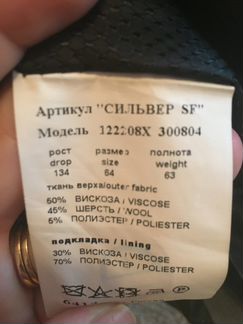 Артикул "СИЛЬВЕР SF"
Модель 122208X 300804
рост размер полнота
drop size weight
134 64 63
ткань верха/outer fabric
50% ВИСКОЗА / VISCOSE
45% ШЕРСТЬ / WOOL
5% ПОЛИЭСТЕР / POLIESTER
подкладка / lining
30% ВИСКОЗА / VISCOSE
70% ПОЛИЭСТЕР / POLIESTER